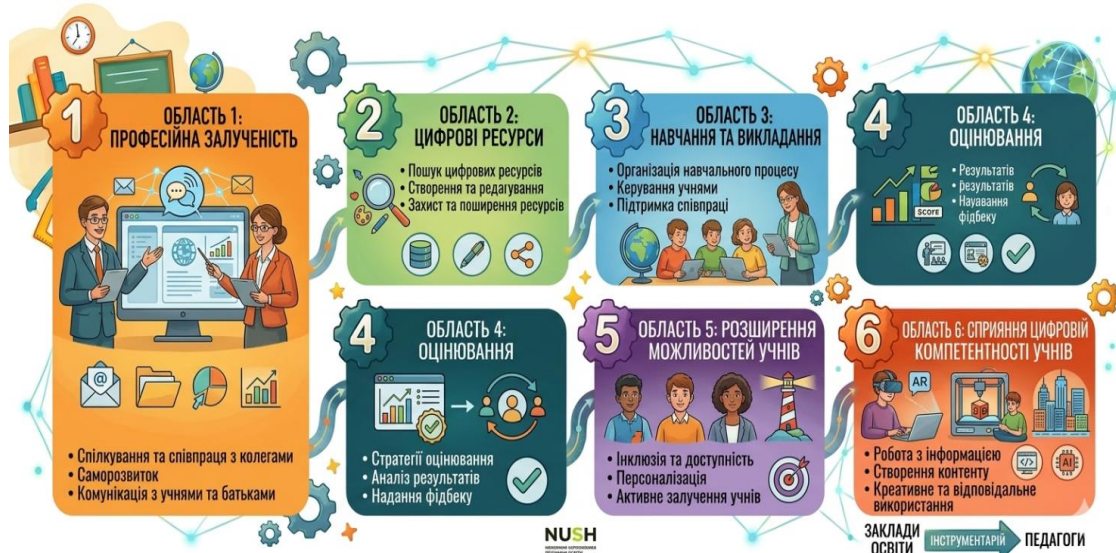 1
ОБЛАСТЬ 1:
ПРОФЕСІЙНА ЗАЛУЧЕНІСТЬ
@
• Спілкування та співпраця з колегами
• Саморозвиток
• Комунікація з учнями та батьками
2
ОБЛАСТЬ 2:
ЦИФРОВІ РЕСУРСИ
• Пошук цифрових ресурсів
• Створення та редагування
• Захист та поширення ресурсів
3
ОБЛАСТЬ 3:
НАВЧАННЯ ТА ВИКЛАДАННЯ
• Організація навчального процесу
• Керування учнями
• Підтримка співпраці
4
ОБЛАСТЬ 4:
ОЦІНЮВАННЯ
SCORE
• Результатів
результатів
• Науавання
фідбеку
4
ОБЛАСТЬ 4:
ОЦІНЮВАННЯ
• Стратегії оцінювання
• Аналіз результатів
• Надання фідбеку
5
ОБЛАСТЬ 5: РОЗШИРЕННЯ
МОЖЛИВОСТЕЙ УЧНІВ
• Інклюзія та доступність
• Персоналізація
• Активне залучення учнів
6
ОБЛАСТЬ 6: СПРИЯННЯ ЦИФРОВІЙ
КОМПЕТЕНТНОСТІ УЧНІВ
AR
• Робота з інформацією
• Створення контенту
• Креативне та відповідальне
використання
AI
NUSH
ЗАКЛАДИ
ОСВІТИ
ІНСТРУМЕНТАРІЙ
ПЕДАГОГИ